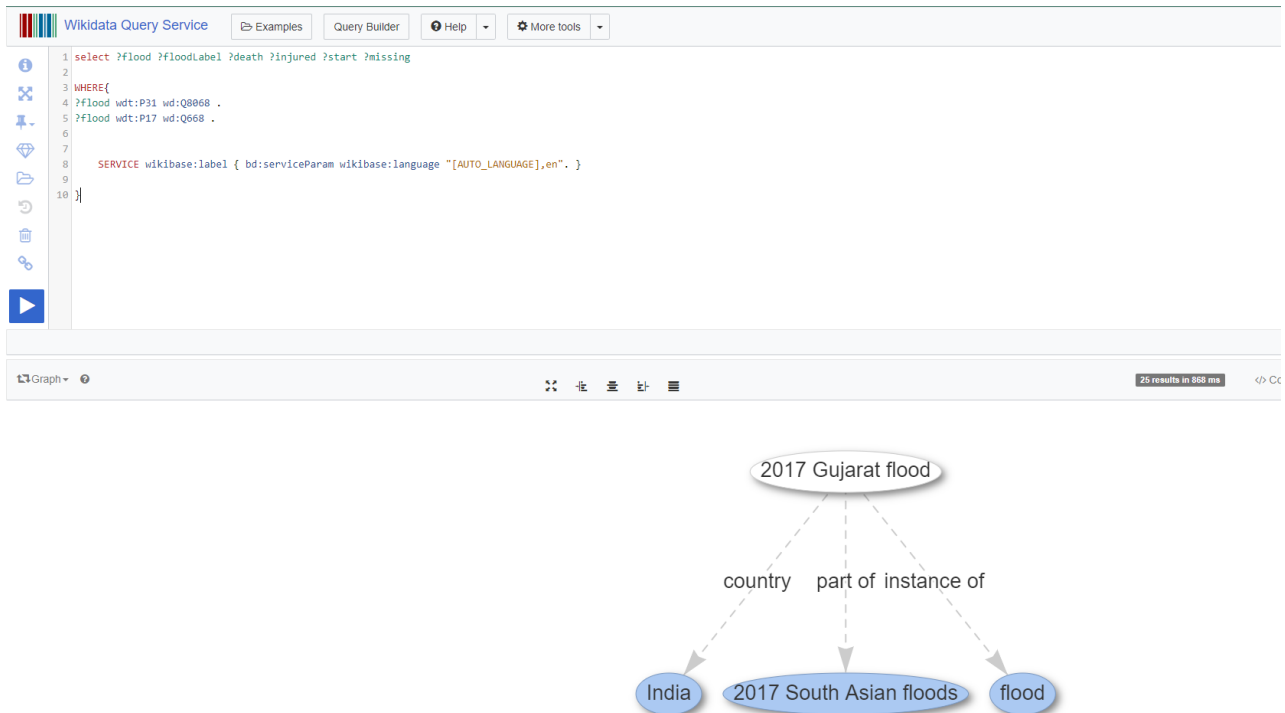 Wikidata Query Service Examples Query Builder Help More tools
1 select ?flood ?floodLabel ?death ?injured ?start ?missing
2
3 WHERE{
4 ?flood wdt:P31 wd:Q8068 .
5 ?flood wdt:P17 wd:Q668 .
6
7
8 SERVICE wikibase:label { bd:serviceParam wikibase:language "[AUTO_LANGUAGE],en". }
9
10 }
Graph 25 results in 868 ms </> Co
2017 Gujarat flood
country part of instance of
India 2017 South Asian floods flood